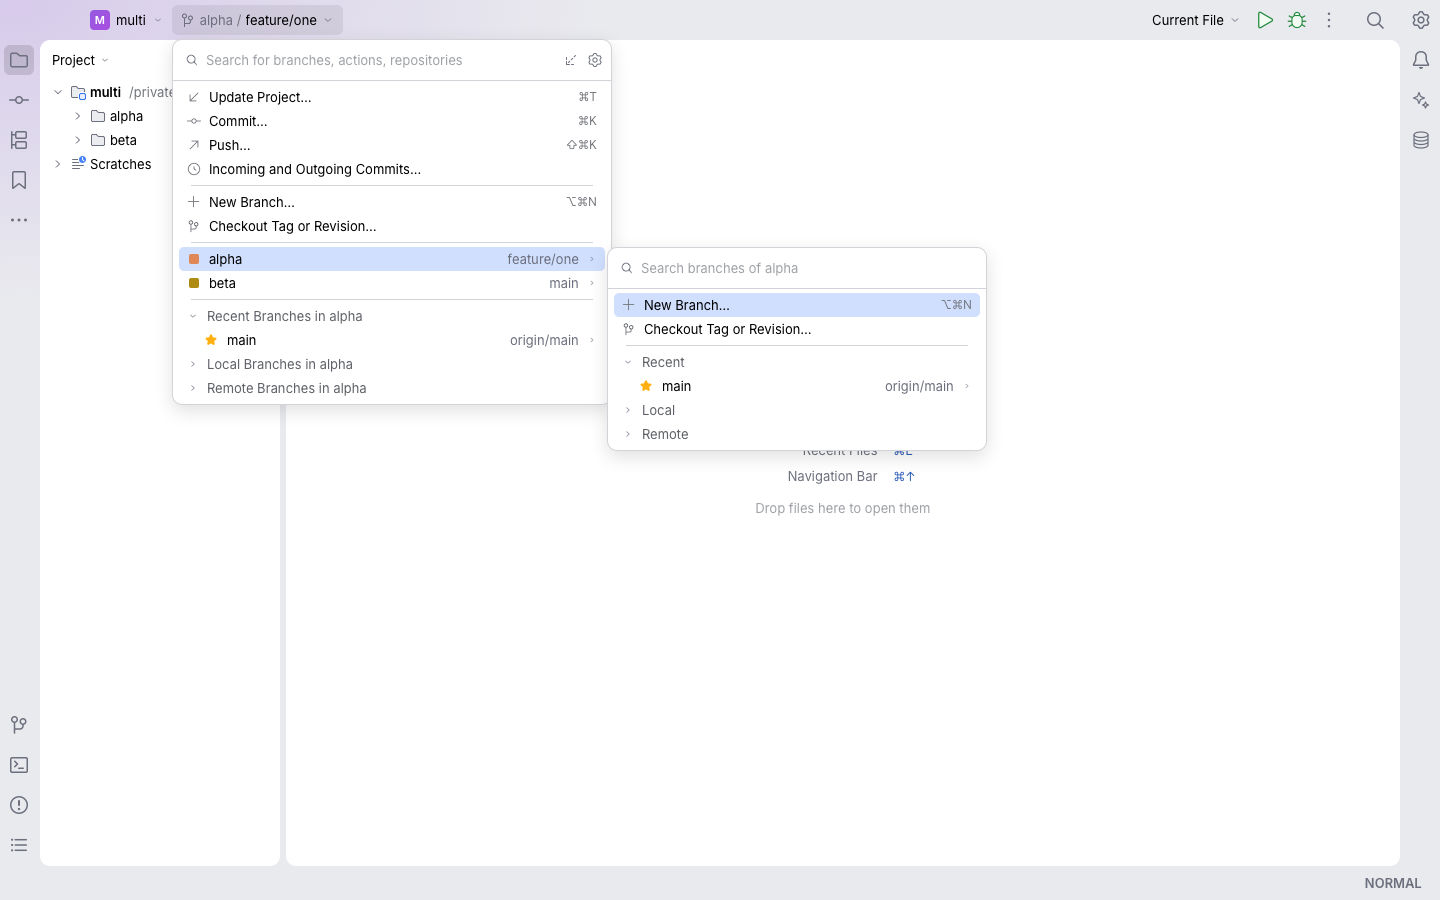 M multi alpha / feature/one Current File
Project
Search for branches, actions, repositories
multi /private
alpha
beta
Scratches
Update Project... ⌘T
Commit... ⌘K
Push... ⇧⌘K
Incoming and Outgoing Commits...
New Branch... ⌥⌘N
Checkout Tag or Revision...
alpha feature/one
beta main
Recent Branches in alpha
main origin/main
Local Branches in alpha
Remote Branches in alpha
Search branches of alpha
New Branch... ⌥⌘N
Checkout Tag or Revision...
Recent
main origin/main
Local
Remote
Recent Files ⌘E
Navigation Bar ⌘↑
Drop files here to open them
NORMAL